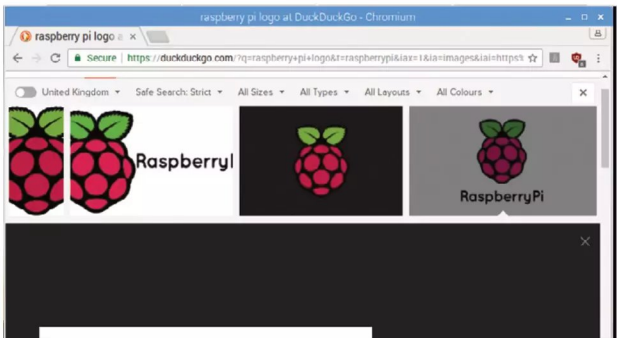 raspberry pi logo at DuckDuckGo - Chromium
raspberry pi logo a
Secure | https://duckduckgo.com/?q=raspberry+pi+logo&t=raspberrypi&iax=1&ia=images&iai=https%
United Kingdom Safe Search: Strict All Sizes All Types All Layouts All Colours
RaspberryI
RaspberryPi